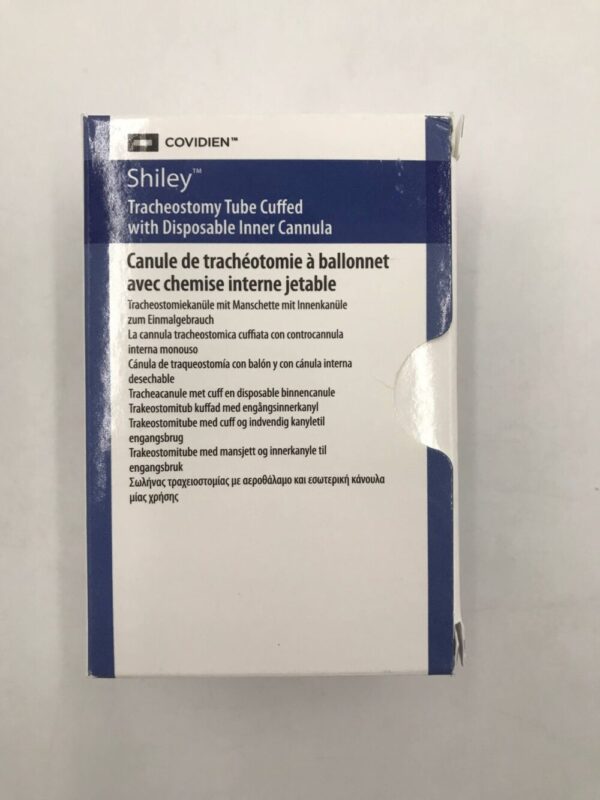 COVIDIEN™
Shiley™
Tracheostomy Tube Cuffed
with Disposable Inner Cannula
Canule de trachéotomie à ballonnet
avec chemise interne jetable
Tracheostomiekanüle mit Manschette mit Innenkanüle
zum Einmalgebrauch
La cannula tracheostomica cuffiata con controcannula
interna monouso
Cánula de traqueostomía con balón y con cánula interna
desechable
Tracheacanule met cuff en disposable binnencanule
Trakeostomitub kuffad med engångsinnerkanyl
Trakeostomitube med cuff og indvendig kanyletil
engangsbrug
Trakeostomitube med mansjett og innerkanyle til
engangsbruk
Σωλήνας τραχειοστομίας με αεροθάλαμο και εσωτερική κάνουλα
μίας χρήσης